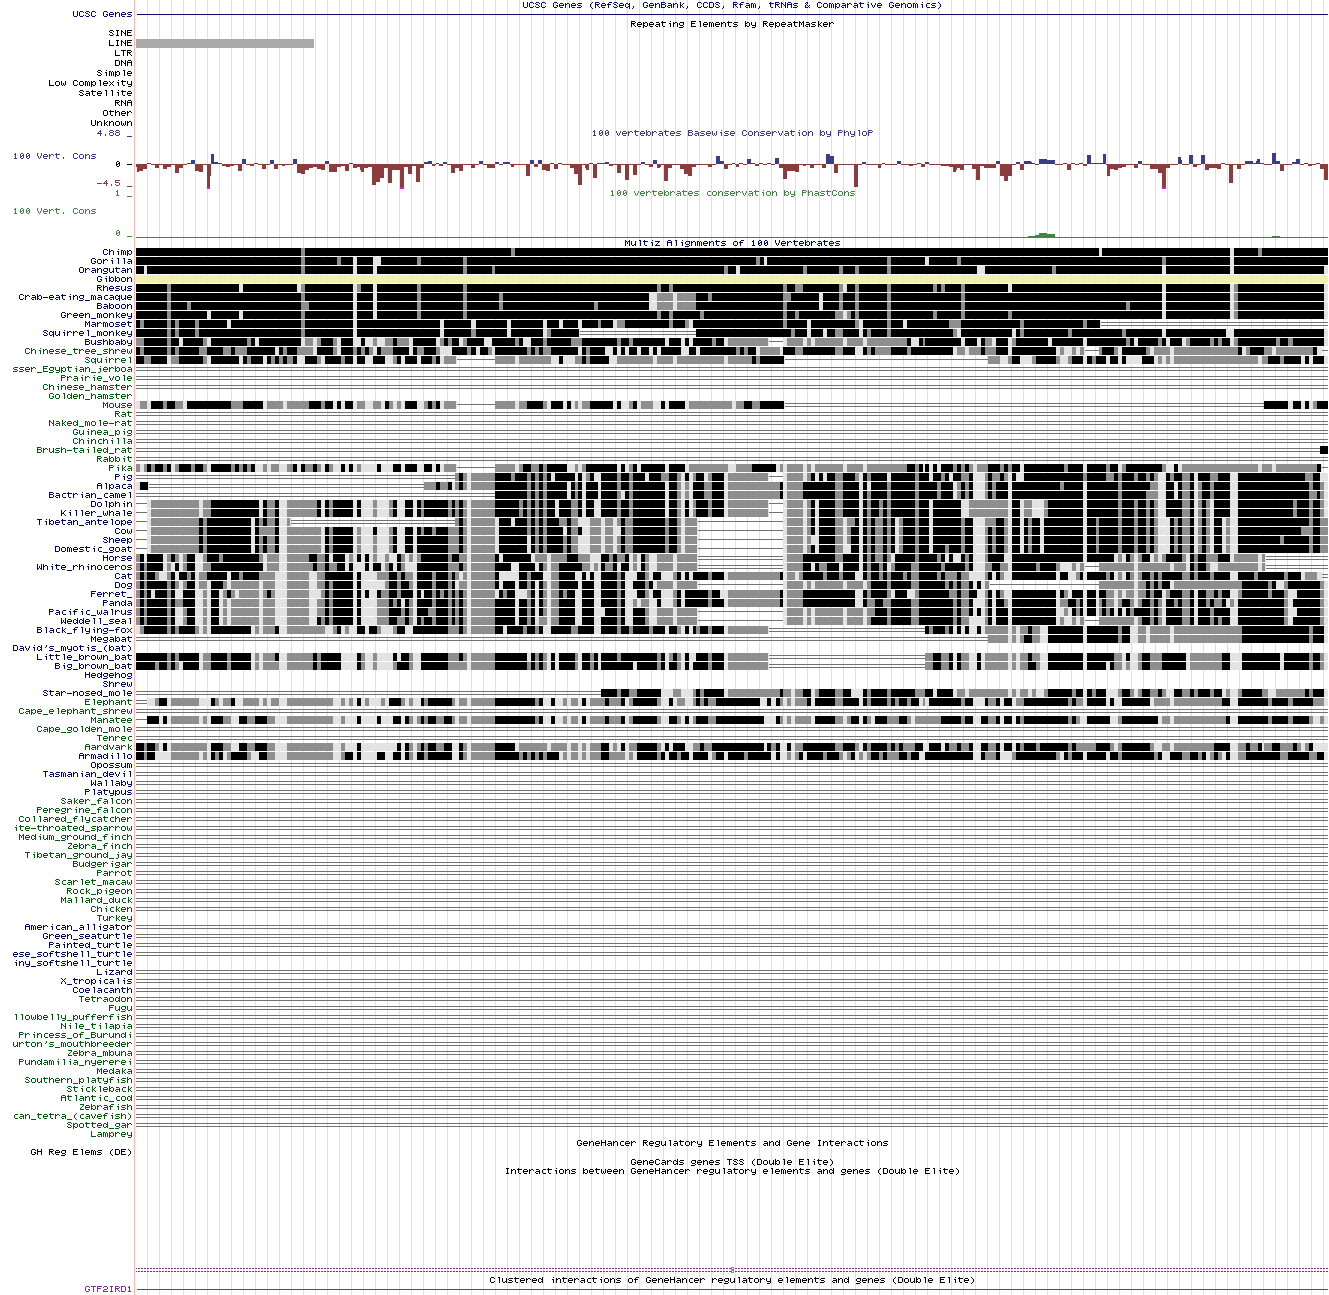 UCSC Genes (RefSeq, GenBank, CCDS, Rfam, tRNAs & Comparative Genomics)
UCSC Genes
Repeating Elements by RepeatMasker
SINE
LINE
LTR
DNA
Simple
Low Complexity
Satellite
RNA
Other
Unknown
4.88 _
100 vertebrates Basewise Conservation by PhyloP
100 Vert. Cons
0 _
-4.5 _
1 _
100 vertebrates conservation by PhastCons
100 Vert. Cons
0 _
Multiz Alignments of 100 Vertebrates
Chimp
Gorilla
Orangutan
Gibbon
Rhesus
Crab-eating_macaque
Baboon
Green_monkey
Marmoset
Squirrel_monkey
Bushbaby
Chinese_tree_shrew
Squirrel
sser_Egyptian_jerboa
Prairie_vole
Chinese_hamster
Golden_hamster
Mouse
Rat
Naked_mole-rat
Guinea_pig
Chinchilla
Brush-tailed_rat
Rabbit
Pika
Pig
Alpaca
Bactrian_camel
Dolphin
Killer_whale
Tibetan_antelope
Cow
Sheep
Domestic_goat
Horse
White_rhinoceros
Cat
Dog
Ferret_
Panda
Pacific_walrus
Weddell_seal
Black_flying-fox
Megabat
David's_myotis_(bat)
Little_brown_bat
Big_brown_bat
Hedgehog
Shrew
Star-nosed_mole
Elephant
Cape_elephant_shrew
Manatee
Cape_golden_mole
Tenrec
Aardvark
Armadillo
Opossum
Tasmanian_devil
Wallaby
Platypus
Saker_falcon
Peregrine_falcon
Collared_flycatcher
ite-throated_sparrow
Medium_ground_finch
Zebra_finch
Tibetan_ground_jay
Budgerigar
Parrot
Scarlet_macaw
Rock_pigeon
Mallard_duck
Chicken
Turkey
American_alligator
Green_seaturtle
Painted_turtle
ese_softshell_turtle
iny_softshell_turtle
Lizard
X_tropicalis
Coelacanth
Tetraodon
Fugu
llowbelly_pufferfish
Nile_tilapia
Princess_of_Burundi
urton's_mouthbreeder
Zebra_mbuna
Pundamilia_nyererei
Medaka
Southern_platyfish
Stickleback
Atlantic_cod
Zebrafish
can_tetra_(cavefish)
Spotted_gar
Lamprey
GeneHancer Regulatory Elements and Gene Interactions
GH Reg Elems (DE)
GeneCards genes TSS (Double Elite)
Interactions between GeneHancer regulatory elements and genes (Double Elite)
Clustered interactions of GeneHancer regulatory elements and genes (Double Elite)
GTF2IRD1